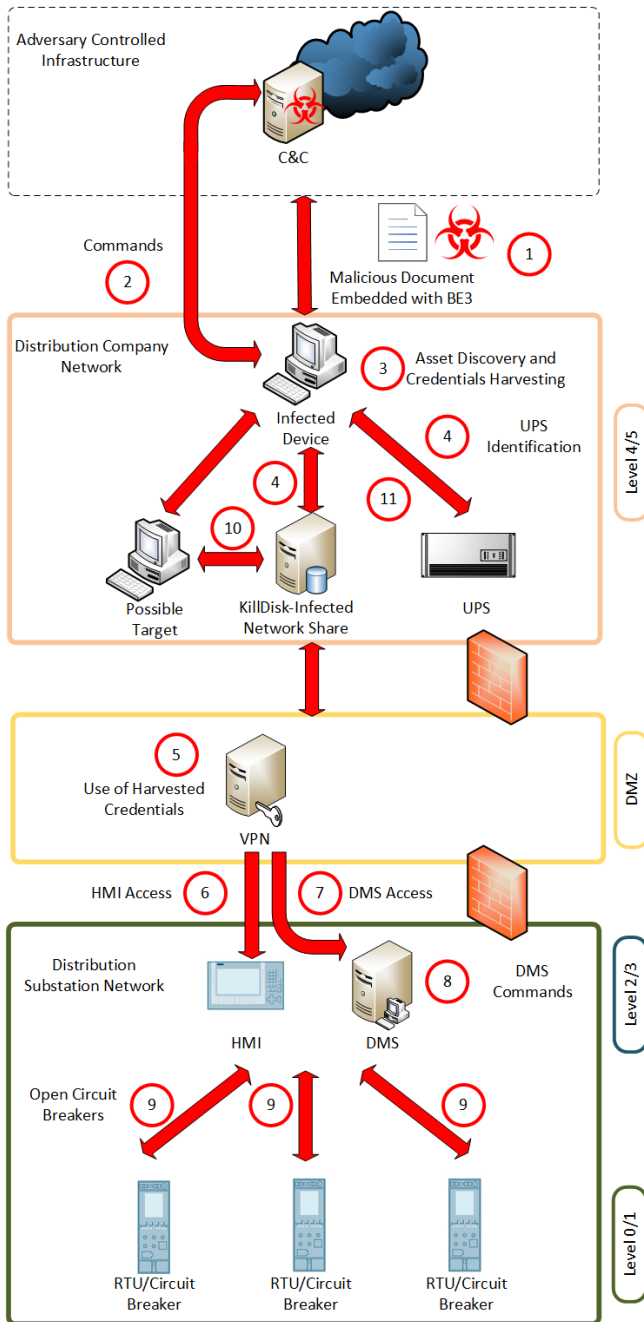 Adversary Controlled
Infrastructure
C&C
Commands
2
1
Malicious Document
Embedded with BE3
Distribution Company
Network
3
Asset Discovery and
Credentials Harvesting
Infected
Device
4
UPS
Identification
4
11
10
Possible
Target
KillDisk-Infected
Network Share
UPS
Level 4/5
5
Use of Harvested
Credentials
VPN
DMZ
HMI Access
6
7
DMS Access
Distribution
Substation Network
8
DMS
Commands
HMI
DMS
Level 2/3
Open Circuit
Breakers
9
9
9
RTU/Circuit
Breaker
RTU/Circuit
Breaker
RTU/Circuit
Breaker
Level 0/1